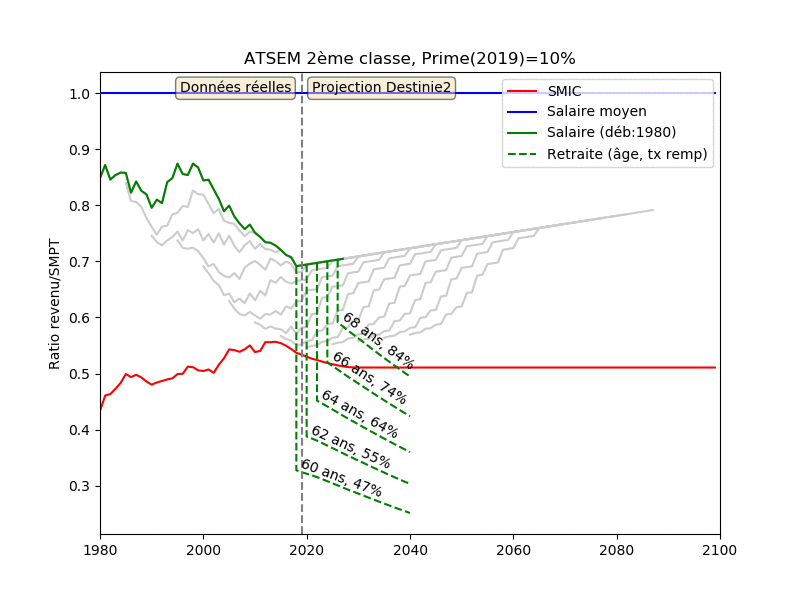 ATSEM 2ème classe, Prime(2019)=10%
Données réelles
Projection Destinie2
SMIC
Salaire moyen
Salaire (déb:1980)
Retraite (âge, tx remp)
Ratio revenu/SMPT
1.0
0.9
0.8
0.7
0.6
0.5
0.4
0.3
68 ans, 84%
66 ans, 74%
64 ans, 64%
62 ans, 55%
60 ans, 47%
1980 2000 2020 2040 2060 2080 2100